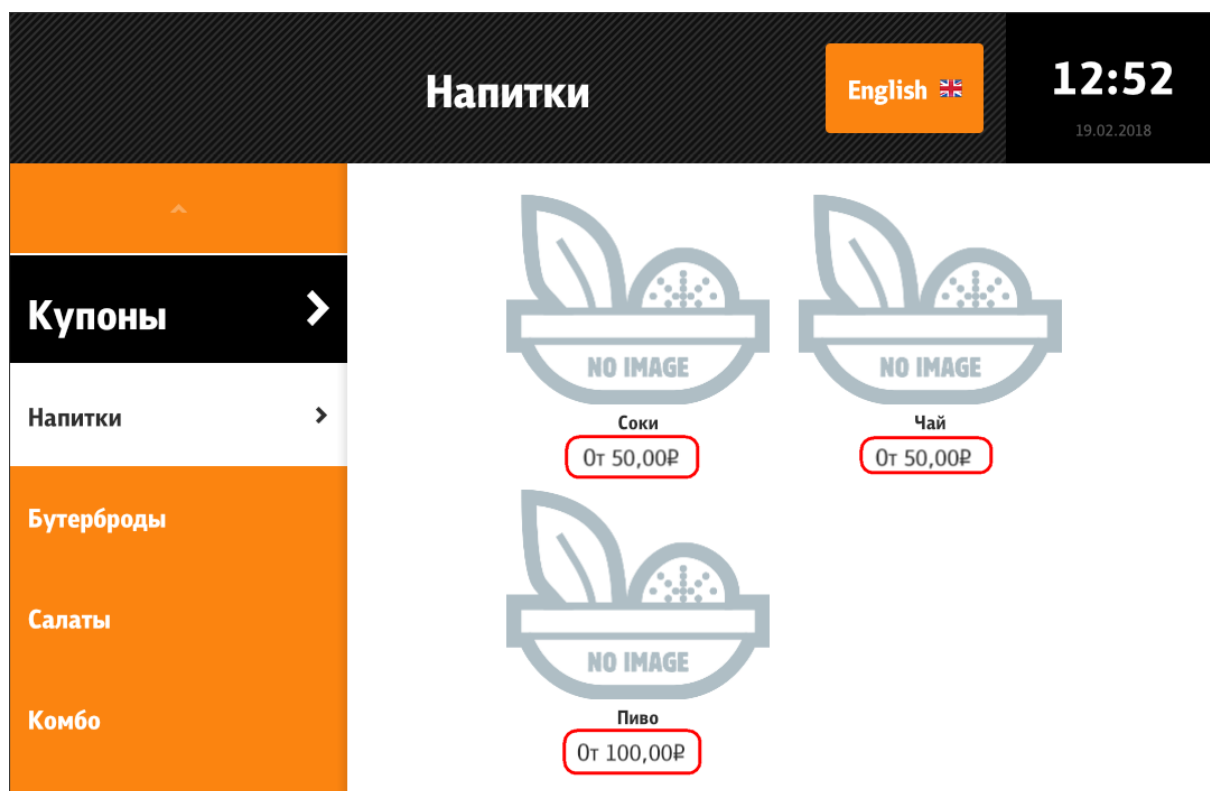 Напитки
English
12:52
19.02.2018
Купоны
Напитки
Бутерброды
Салаты
Комбо
NO IMAGE
NO IMAGE
Соки
Чай
От 50,00₽
От 50,00₽
NO IMAGE
Пиво
От 100,00₽